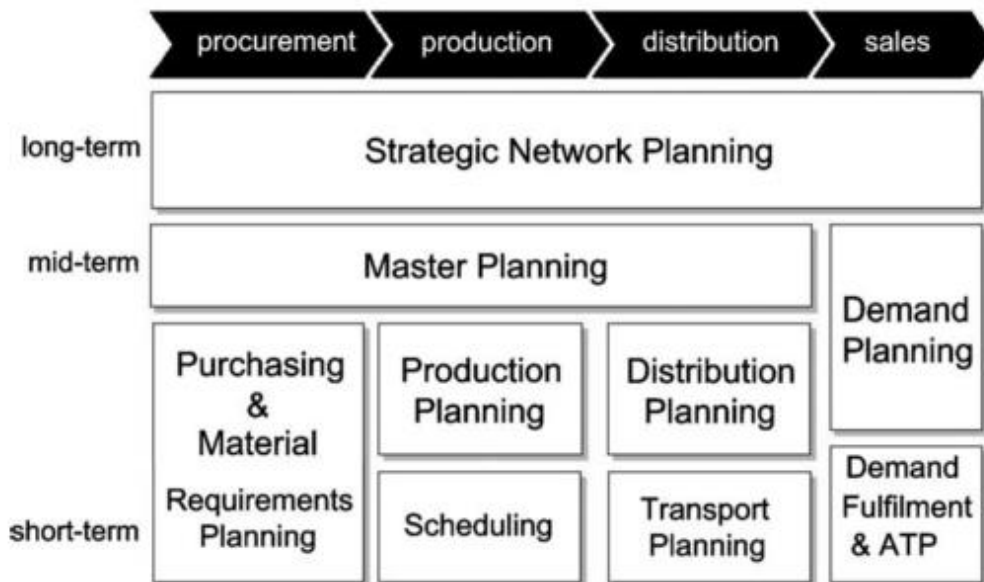 procurement
production
distribution
sales
long-term
Strategic Network Planning
mid-term
Master Planning
Demand
Planning
Purchasing
&
Material
Requirements
Planning
Production
Planning
Distribution
Planning
short-term
Scheduling
Transport
Planning
Demand
Fulfilment
& ATP